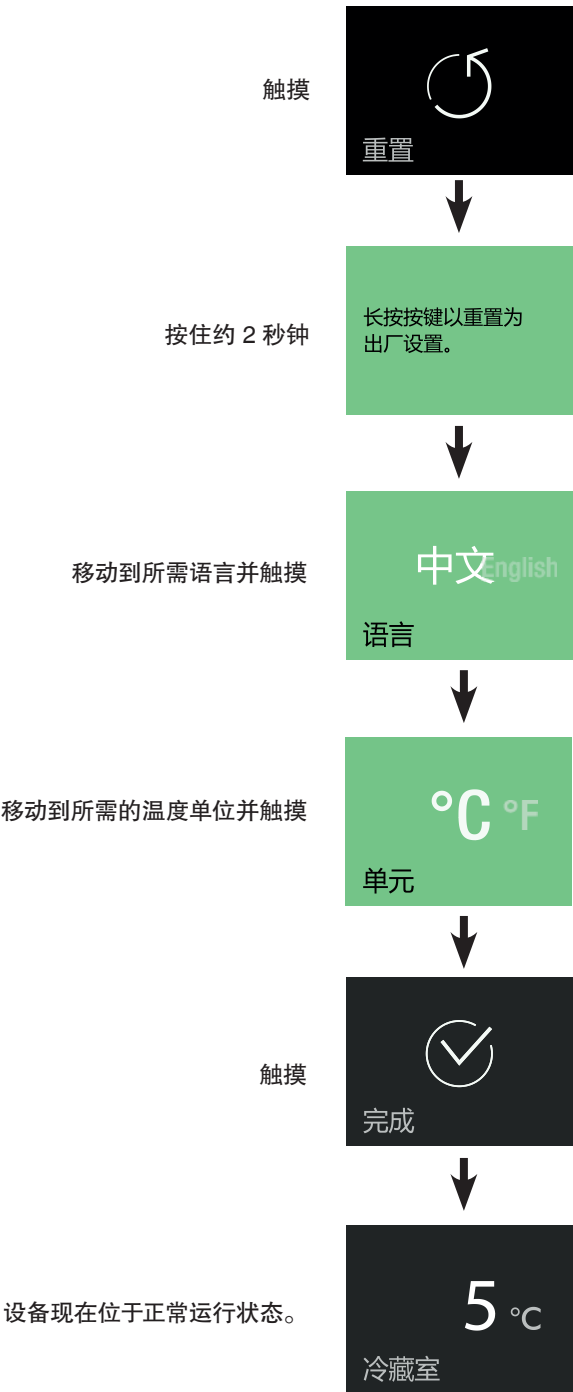 触摸
重置
按住约 2 秒钟
长按按键以重置为
出厂设置。
移动到所需语言并触摸
中文 English
语言
移动到所需的温度单位并触摸
°C °F
单元
触摸
完成
设备现在位于正常运行状态。
5 °C
冷藏室